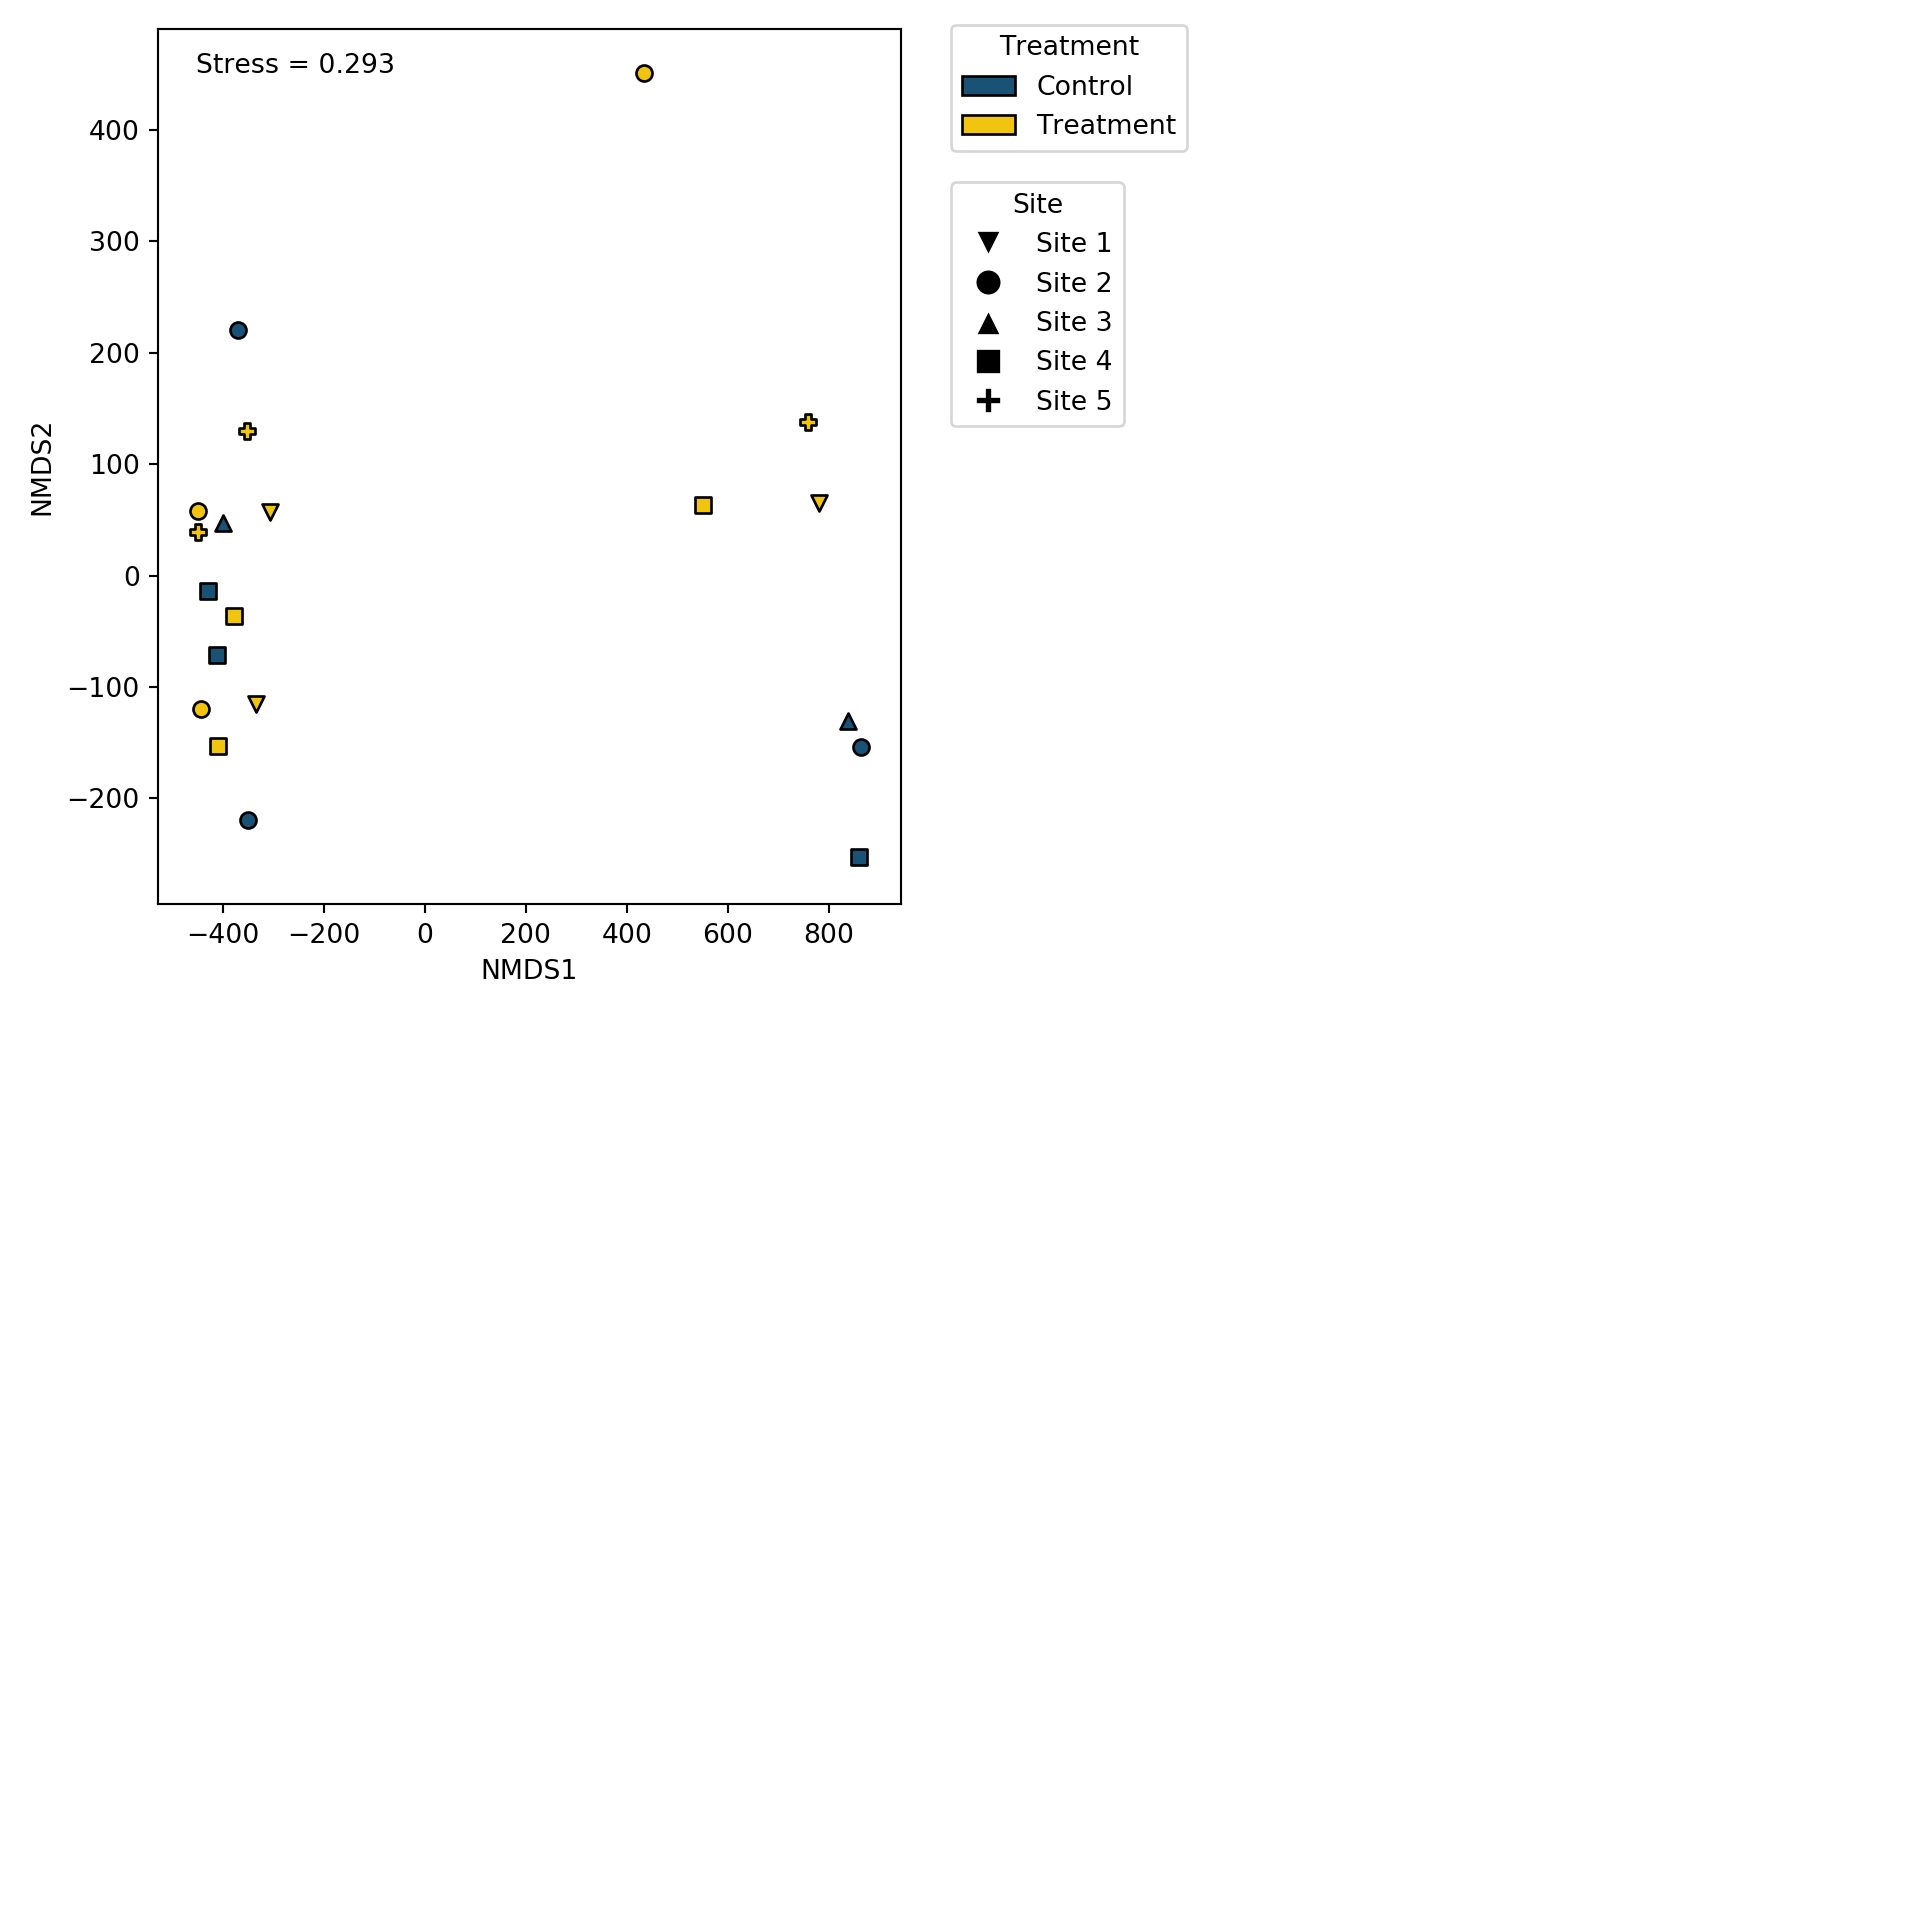 Stress = 0.293
400
300
200
100
0
−100
−200
NMDS2
−400
−200
0
200
400
600
800
NMDS1
Treatment
Control
Treatment
Site
Site 1
Site 2
Site 3
Site 4
Site 5